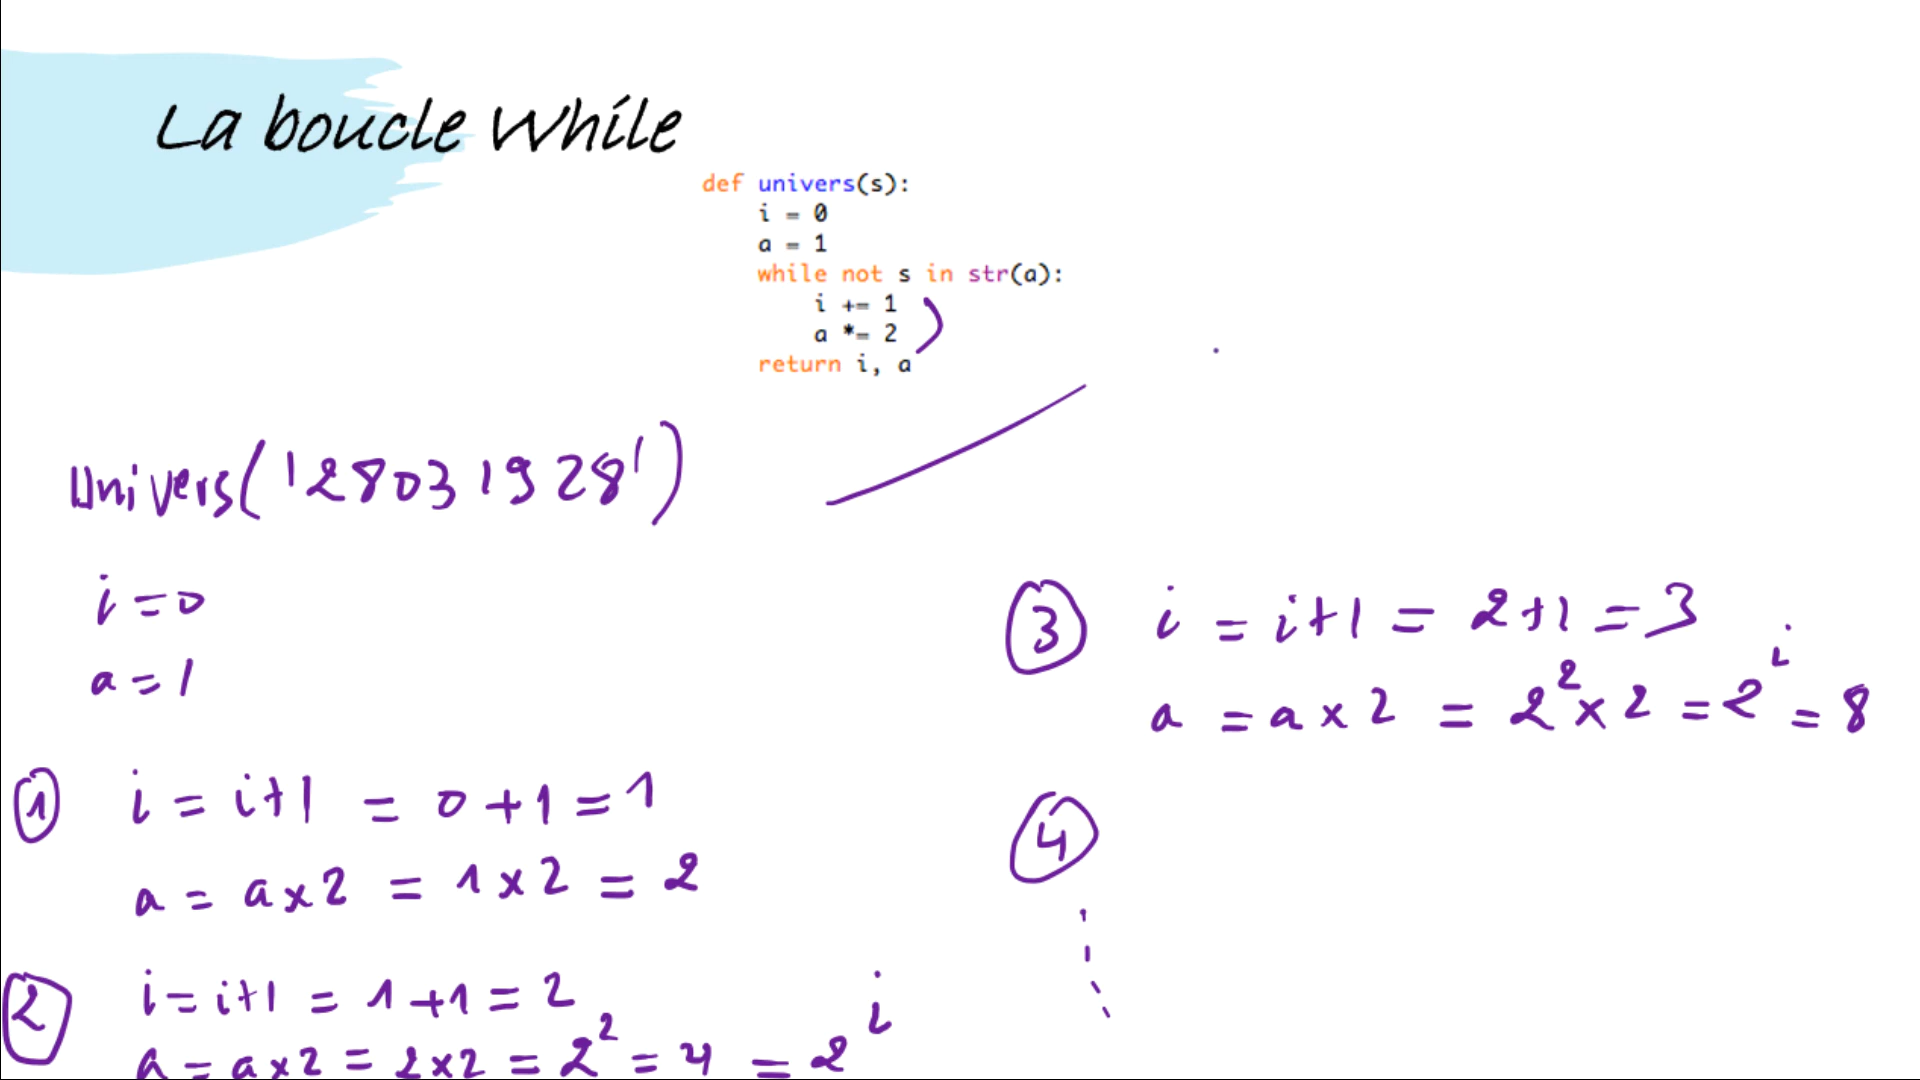 La boucle While
def univers(s):
i = 0
a = 1
while not s in str(a):
i += 1
a *= 2
return i, a
Univers('28031928')
i = 0
a = 1
① i = i+1 = 0+1 = 1
a = a×2 = 1×2 = 2
② i = i+1 = 1+1 = 2
a = a×2 = 2×2 = 2² = 4 = 2^i
③ i = i+1 = 2+1 = 3
a = a×2 = 2²×2 = 2^i = 8
④